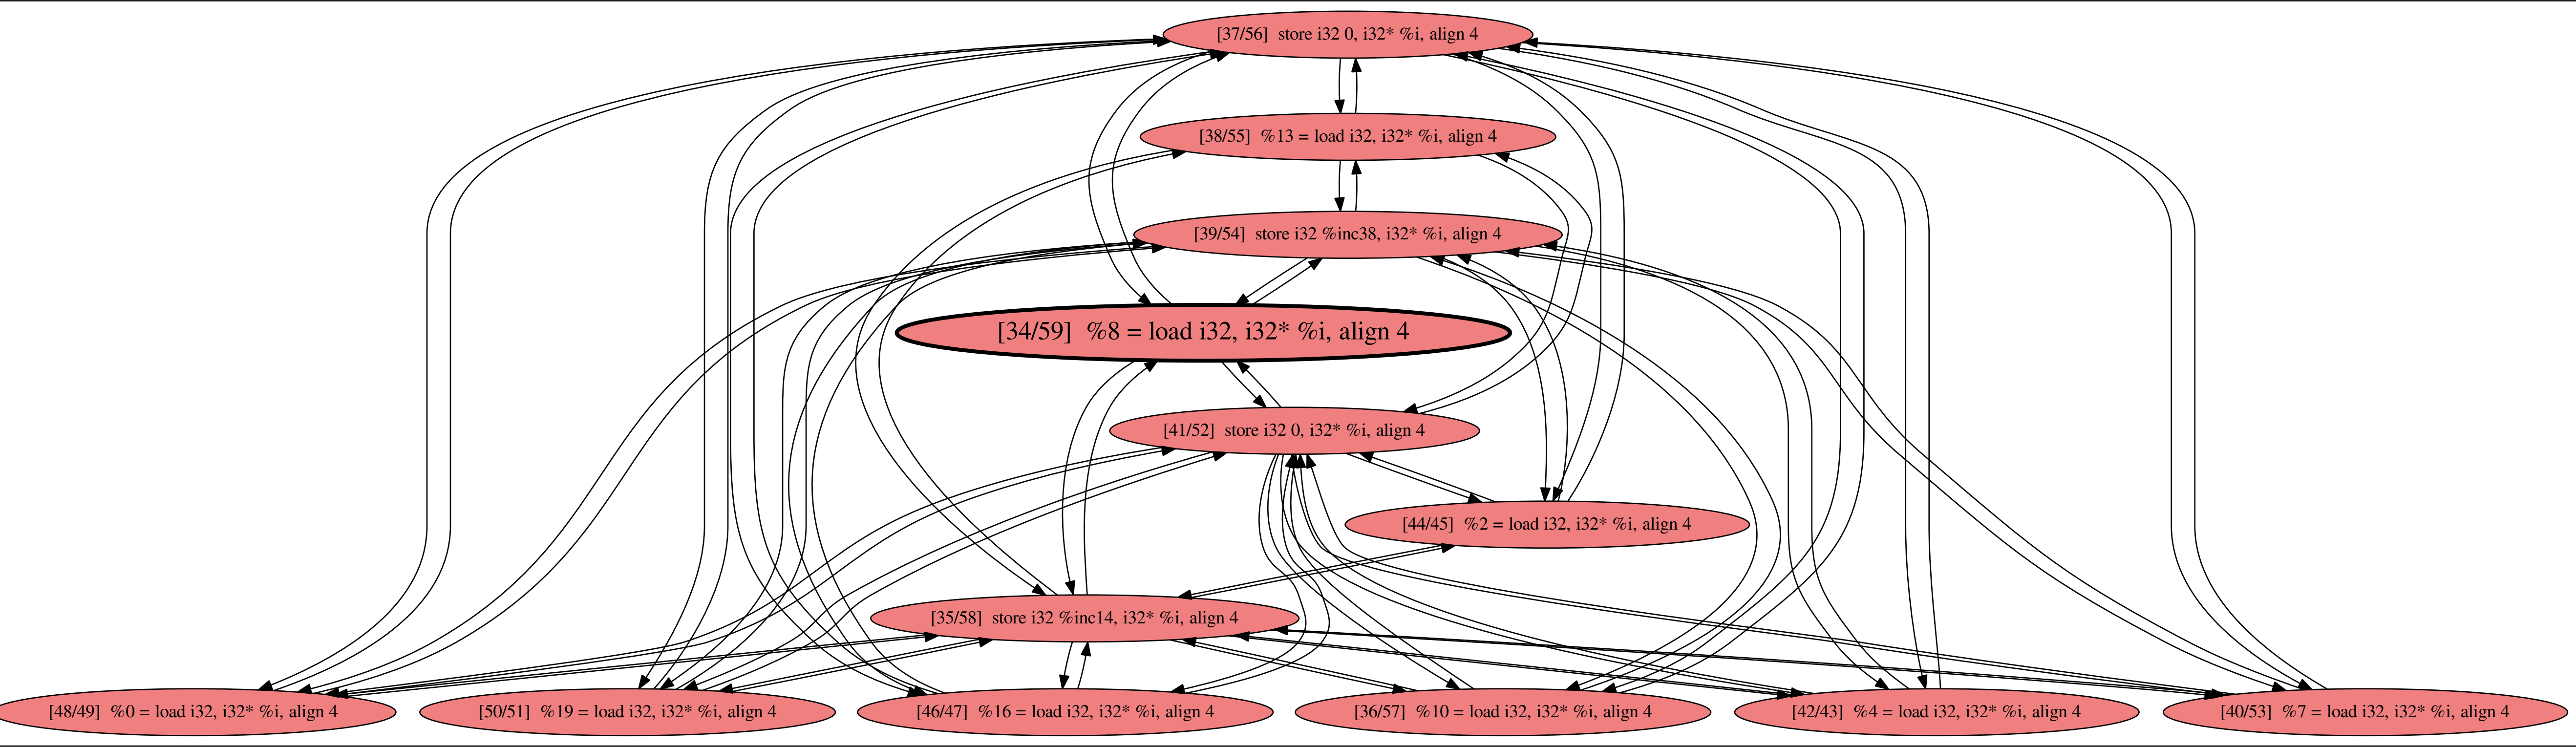 [37/56]  store i32 0, i32* %i, align 4
[38/55]  %13 = load i32, i32* %i, align 4
[39/54]  store i32 %inc38, i32* %i, align 4
[34/59]  %8 = load i32, i32* %i, align 4
[41/52]  store i32 0, i32* %i, align 4
[44/45]  %2 = load i32, i32* %i, align 4
[35/58]  store i32 %inc14, i32* %i, align 4
[48/49]  %0 = load i32, i32* %i, align 4
[50/51]  %19 = load i32, i32* %i, align 4
[46/47]  %16 = load i32, i32* %i, align 4
[36/57]  %10 = load i32, i32* %i, align 4
[42/43]  %4 = load i32, i32* %i, align 4
[40/53]  %7 = load i32, i32* %i, align 4